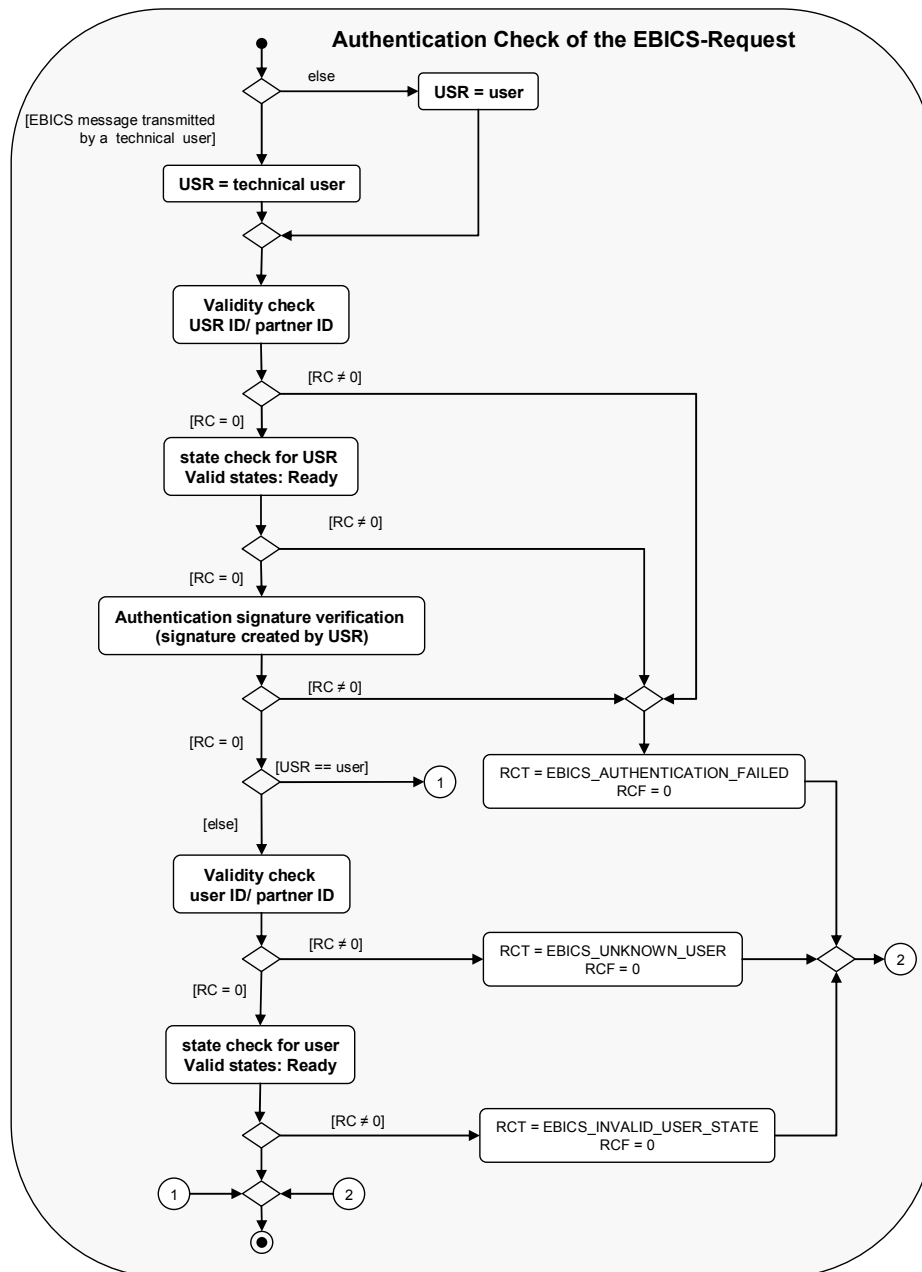 Authentication Check of the EBICS-Request
else
USR = user
[EBICS message transmitted
by a technical user]
USR = technical user
Validity check
USR ID/ partner ID
[RC ≠ 0]
[RC = 0]
state check for USR
Valid states: Ready
[RC ≠ 0]
[RC = 0]
Authentication signature verification
(signature created by USR)
[RC ≠ 0]
[RC = 0]
[USR == user]
1
RCT = EBICS_AUTHENTICATION_FAILED
RCF = 0
[else]
Validity check
user ID/ partner ID
[RC ≠ 0]
RCT = EBICS_UNKNOWN_USER
RCF = 0
2
[RC = 0]
state check for user
Valid states: Ready
[RC ≠ 0]
RCT = EBICS_INVALID_USER_STATE
RCF = 0
1
2